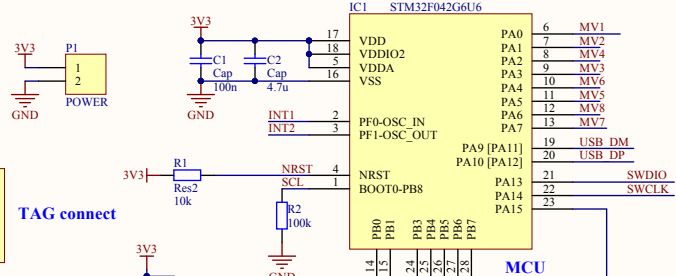 IC1 STM32F042G6U6
3V3
3V3
P1
1
2
POWER
GND
C1
Cap
100n
C2
Cap
4.7u
GND
17 VDD
18 VDDIO2
5 VDDA
16 VSS
INT1 2 PF0-OSC_IN
INT2 3 PF1-OSC_OUT
3V3
R1
Res2
10k
NRST 4 NRST
SCL 1 BOOT0-PB8
R2
100k
GND
PA0 6 MV1
PA1 7 MV2
PA2 8 MV4
PA3 9 MV3
PA4 10 MV6
PA5 11 MV5
PA6 12 MV8
PA7 13 MV7
PA9 [PA11] 19 USB_DM
PA10 [PA12] 20 USB_DP
PA13 21 SWDIO
PA14 22 SWCLK
PA15 23
PB0 14
PB1 15
PB3 24
PB4 25
PB5 26
PB6 27
PB7 28
TAG connect
3V3
MCU